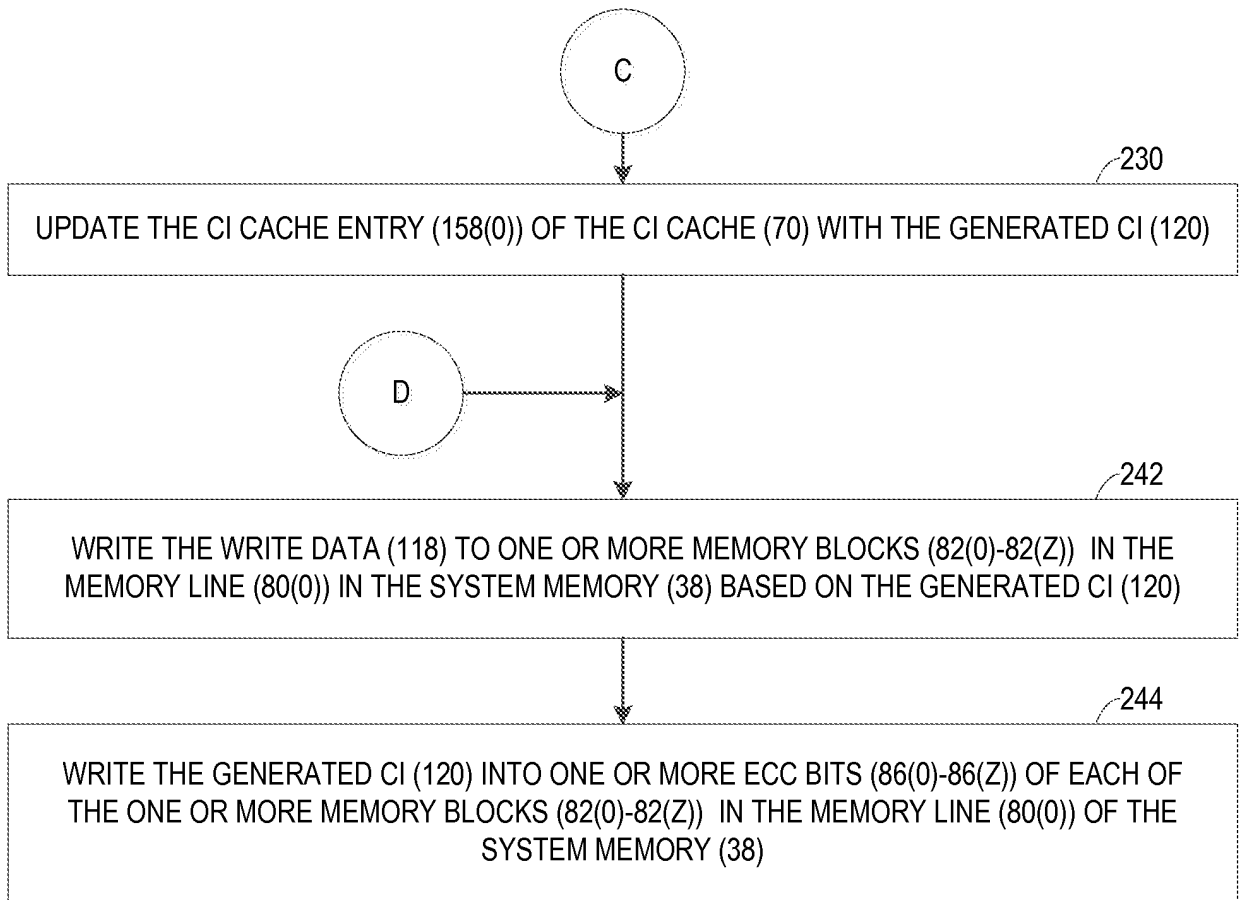 C
230
UPDATE THE CI CACHE ENTRY (158(0)) OF THE CI CACHE (70) WITH THE GENERATED CI (120)
D
242
WRITE THE WRITE DATA (118) TO ONE OR MORE MEMORY BLOCKS (82(0)-82(Z)) IN THE
MEMORY LINE (80(0)) IN THE SYSTEM MEMORY (38) BASED ON THE GENERATED CI (120)
244
WRITE THE GENERATED CI (120) INTO ONE OR MORE ECC BITS (86(0)-86(Z)) OF EACH OF
THE ONE OR MORE MEMORY BLOCKS (82(0)-82(Z)) IN THE MEMORY LINE (80(0)) OF THE
SYSTEM MEMORY (38)